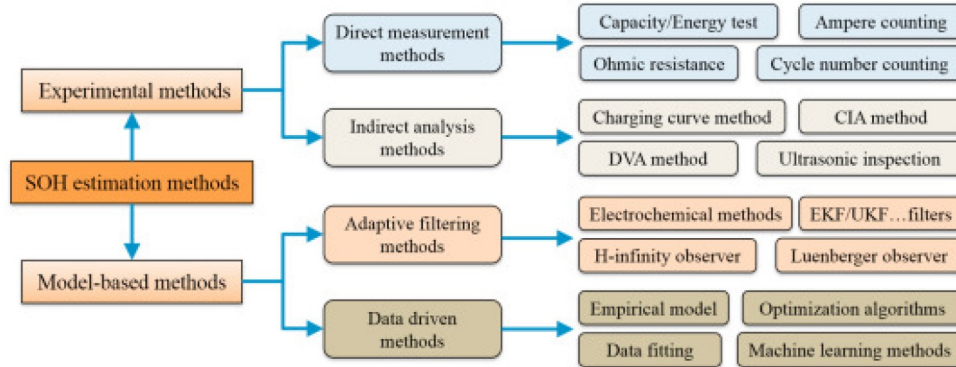 SOH estimation methods
Experimental methods
Direct measurement
methods
Capacity/Energy test
Ampere counting
Ohmic resistance
Cycle number counting
Indirect analysis
methods
Charging curve method
CIA method
DVA method
Ultrasonic inspection
Model-based methods
Adaptive filtering
methods
Electrochemical methods
EKF/UKF…filters
H-infinity observer
Luenberger observer
Data driven
methods
Empirical model
Optimization algorithms
Data fitting
Machine learning methods